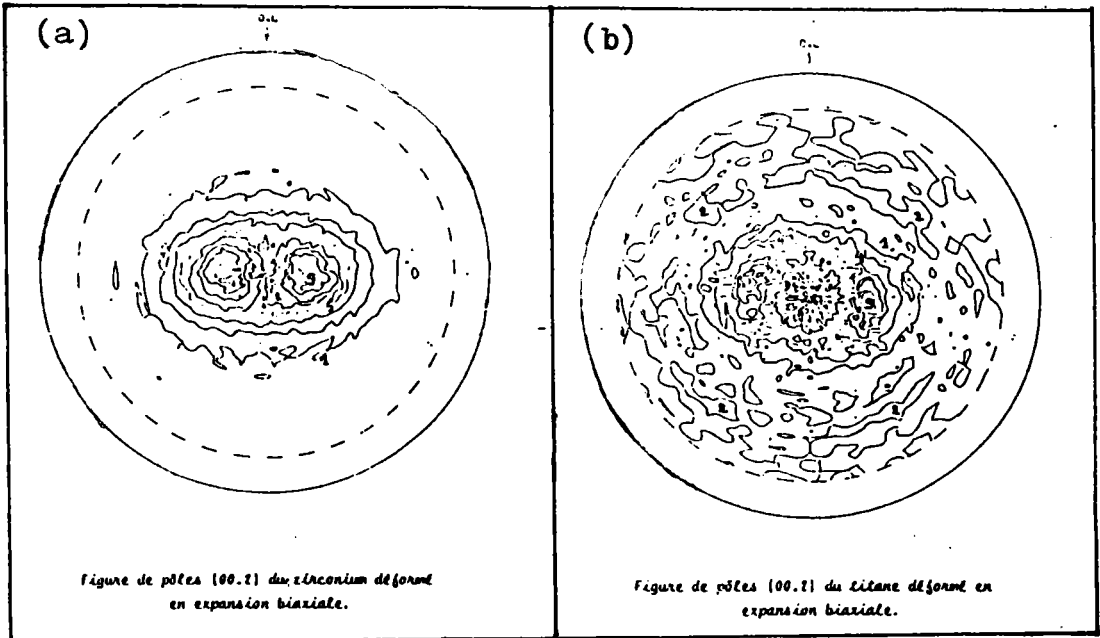 (a)
(b)
Figure de pôles {00.2} du zirconium déformé
en expansion biaxiale.
Figure de pôles {00.2} du titane déformé en
expansion biaxiale.